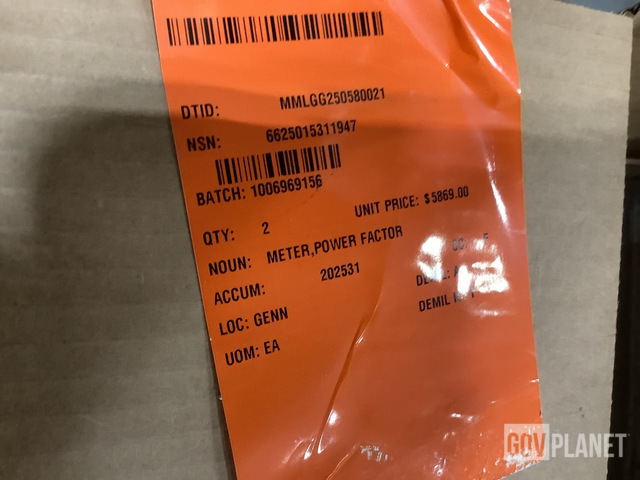 DTID: MMLGG250580021
NSN: 6625015311947
BATCH: 1006969156
QTY: 2 UNIT PRICE: $5869.00
NOUN: METER,POWER FACTOR
ACCUM: 202531
LOC: GENN
DEMIL
UOM: EA
GOVPLANET